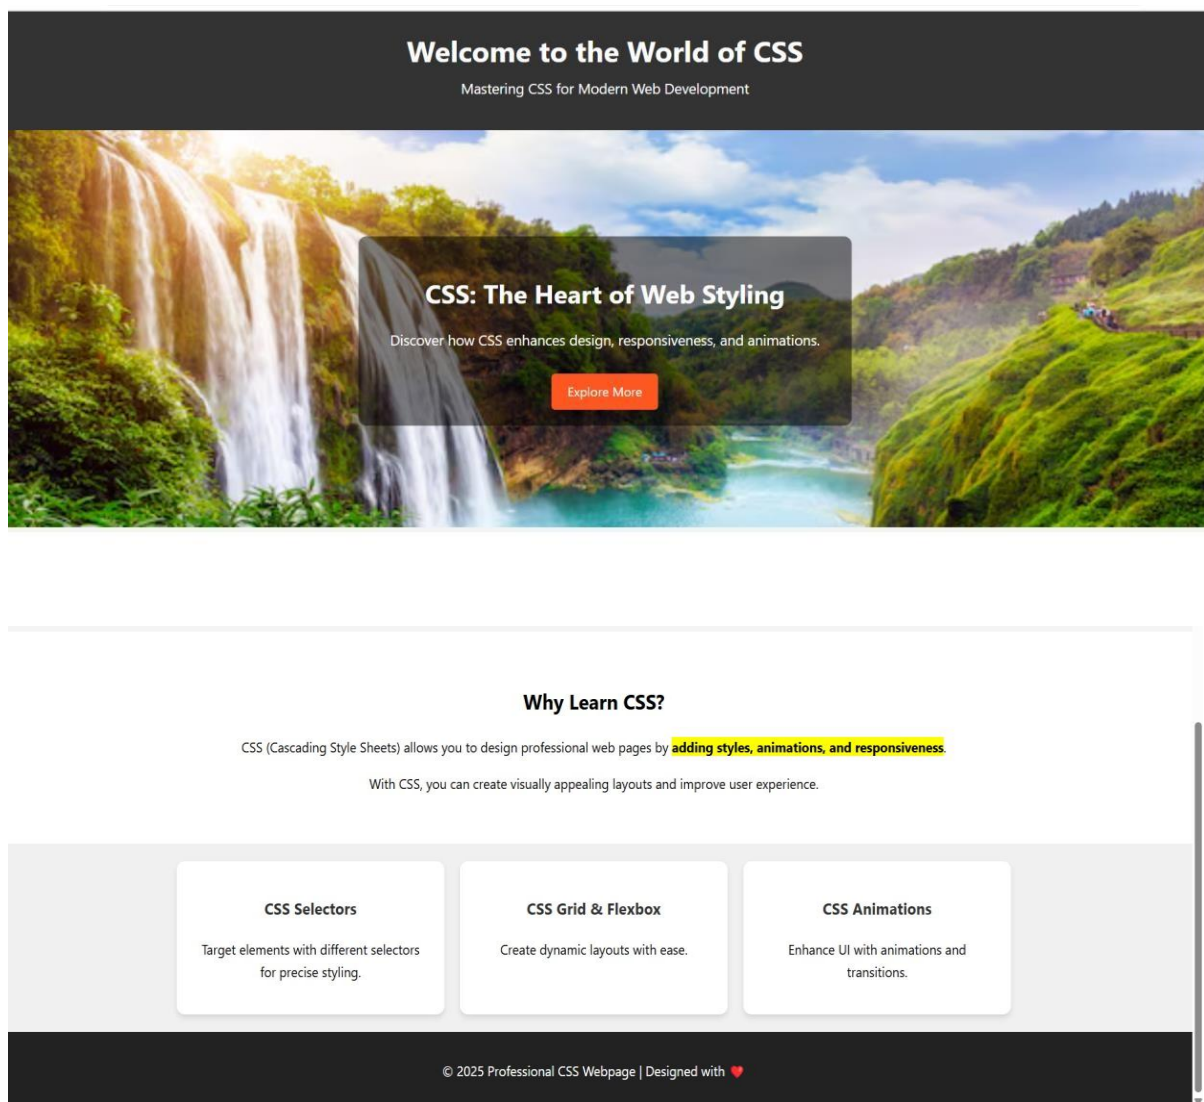 Welcome to the World of CSS
Mastering CSS for Modern Web Development
CSS: The Heart of Web Styling
Discover how CSS enhances design, responsiveness, and animations.
Explore More
Why Learn CSS?
CSS (Cascading Style Sheets) allows you to design professional web pages by adding styles, animations, and responsiveness.
With CSS, you can create visually appealing layouts and improve user experience.
CSS Selectors
Target elements with different selectors
for precise styling.
CSS Grid & Flexbox
Create dynamic layouts with ease.
CSS Animations
Enhance UI with animations and
transitions.
© 2025 Professional CSS Webpage | Designed with ❤️